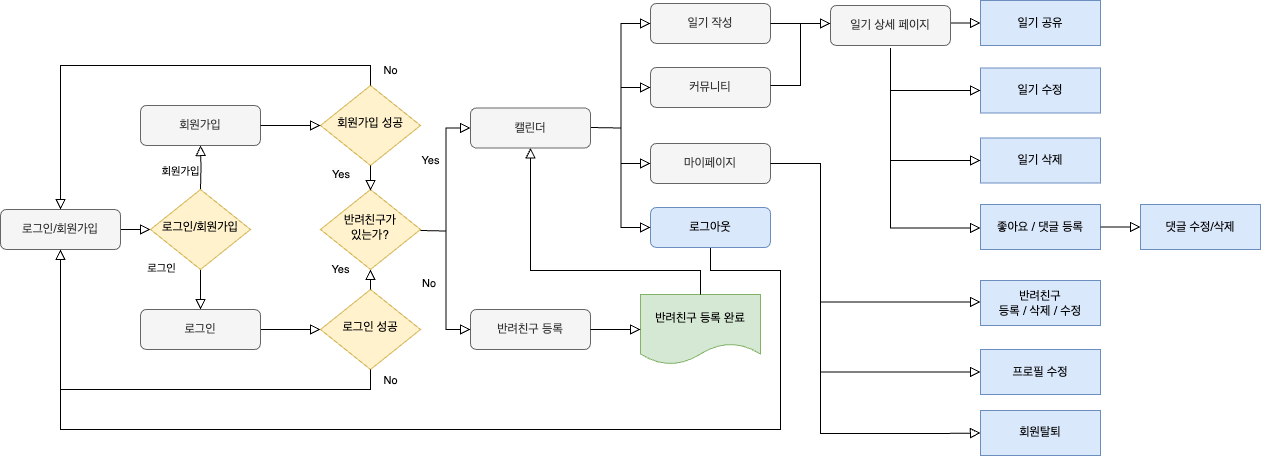 로그인/회원가입
로그인/회원가입
회원가입
로그인
회원가입
로그인
No
회원가입 성공
Yes
반려친구가
있는가?
Yes
로그인 성공
No
Yes
No
캘린더
반려친구 등록
반려친구 등록 완료
일기 작성
커뮤니티
마이페이지
로그아웃
일기 상세 페이지
일기 공유
일기 수정
일기 삭제
좋아요 / 댓글 등록
댓글 수정/삭제
반려친구
등록 / 삭제 / 수정
프로필 수정
회원탈퇴